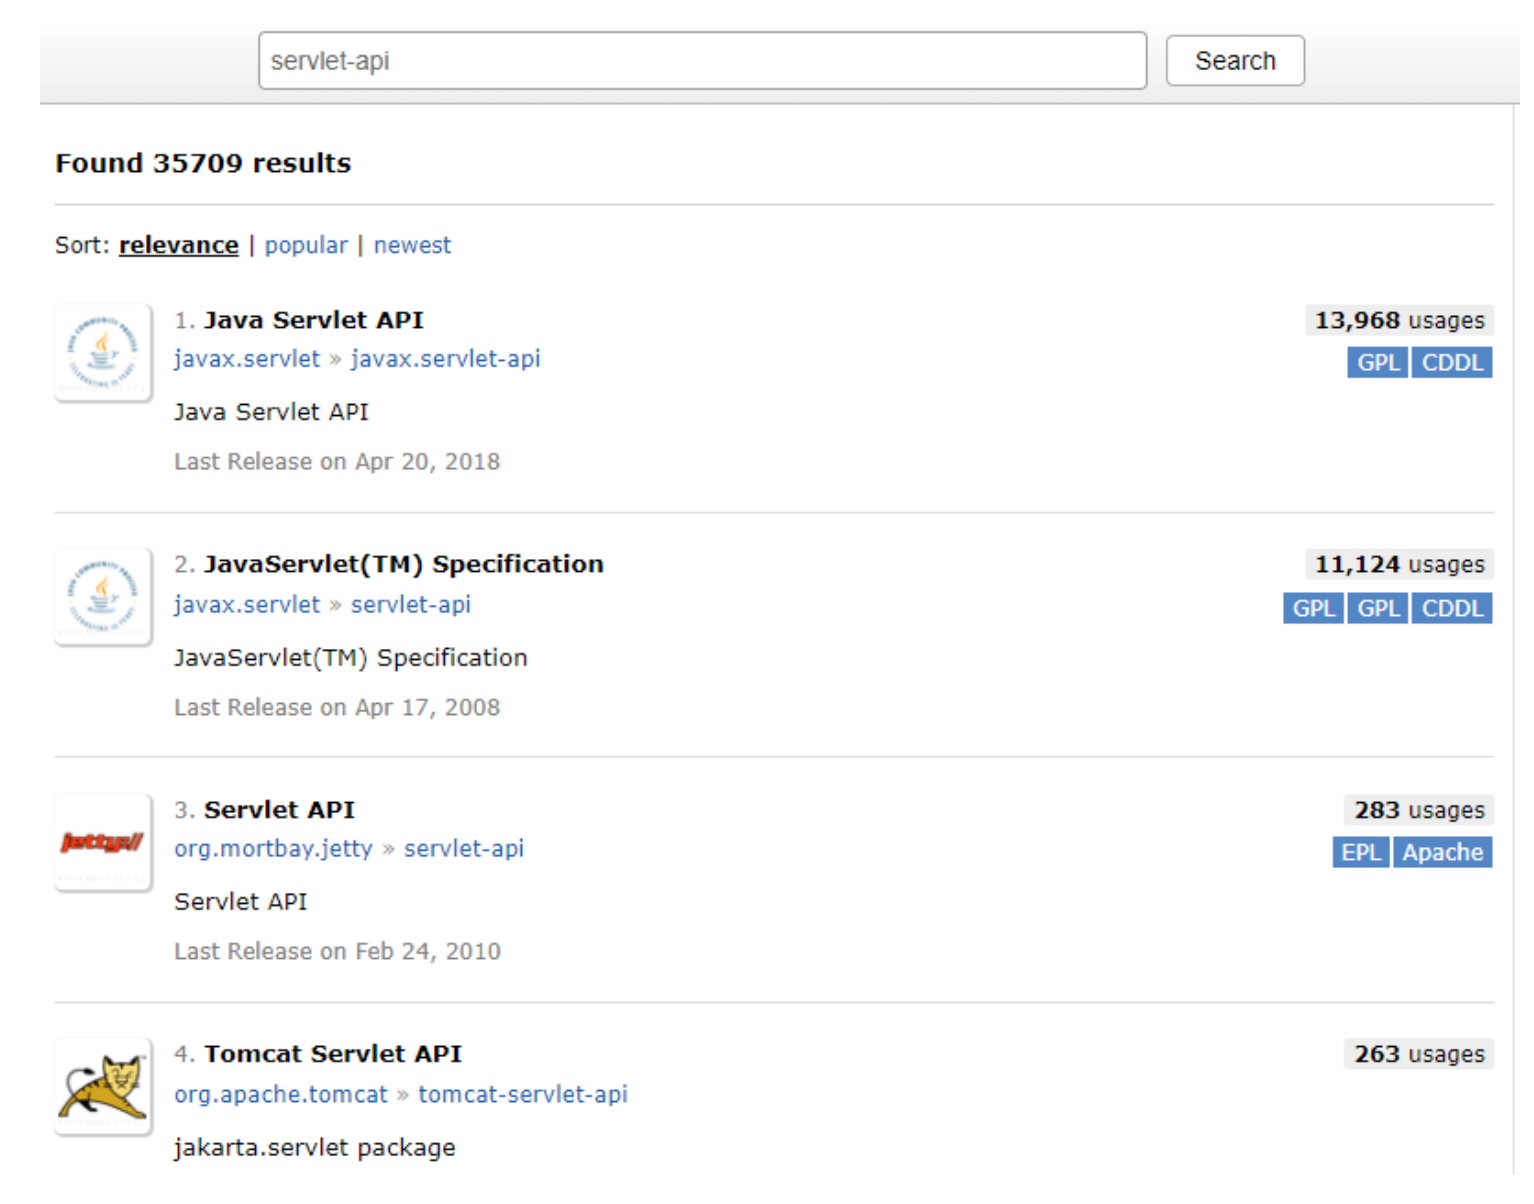 servlet-api Search
Found 35709 results
Sort: relevance | popular | newest
1. Java Servlet API 13,968 usages
javax.servlet » javax.servlet-api GPL CDDL
Java Servlet API
Last Release on Apr 20, 2018
2. JavaServlet(TM) Specification 11,124 usages
javax.servlet » servlet-api GPL GPL CDDL
JavaServlet(TM) Specification
Last Release on Apr 17, 2008
jetty://
3. Servlet API 283 usages
org.mortbay.jetty » servlet-api EPL Apache
Servlet API
Last Release on Feb 24, 2010
4. Tomcat Servlet API 263 usages
org.apache.tomcat » tomcat-servlet-api
jakarta.servlet package